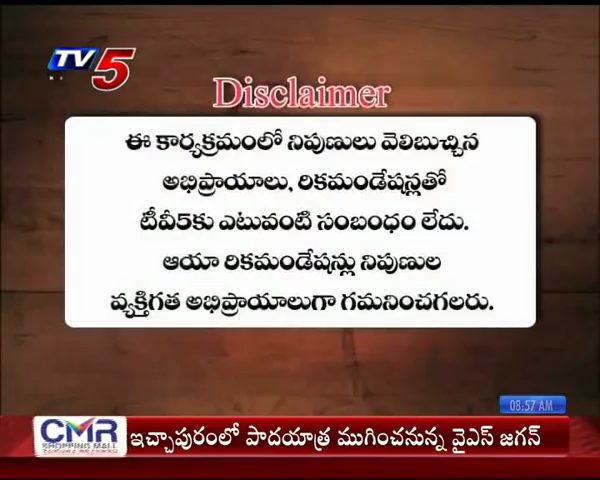 TV5
Disclaimer
ఈ కార్యక్రమంలో నిపుణులు వెలిబుచ్చిన
అభిప్రాయాలు, రికమండేషన్లతో
టీవీ5కు ఎటువంటి సంబంధం లేదు.
ఆయా రికమండేషన్లు నిపుణుల
వ్యక్తిగత అభిప్రాయాలుగా గమనించగలరు.
08:57 AM
CMR
SHOPPING MALL
ఇచ్చాపురంలో పాదయాత్ర ముగించనున్న వైఎస్ జగన్